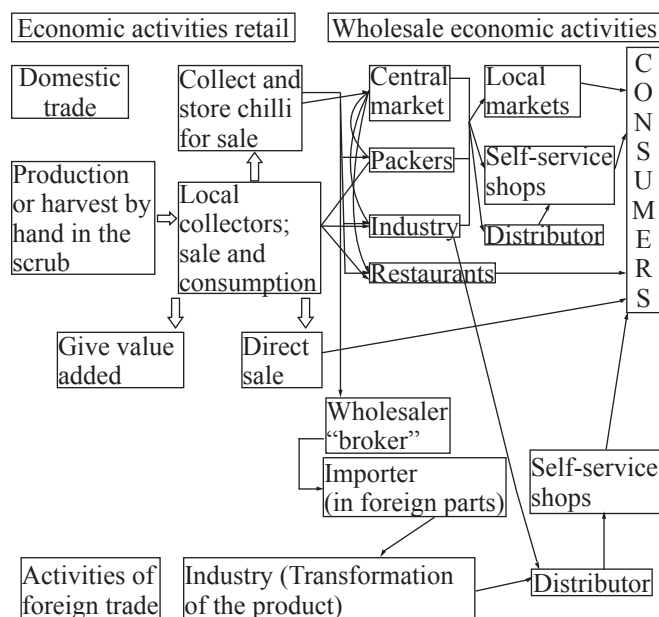 Economic activities retail
Wholesale economic activities
Domestic
trade
Collect and
store chilli
for sale
Central
market
Local
markets
C
O
N
S
U
M
E
R
S
Packers
Self-service
shops
Production
or harvest by
hand in the
scrub
Local
collectors;
sale and
consumption
Industry
Distributor
Restaurants
Give value
added
Direct
sale
Wholesaler
“broker”
Importer
(in foreign parts)
Self-service
shops
Activities of
foreign trade
Industry (Transformation
of the product)
Distributor